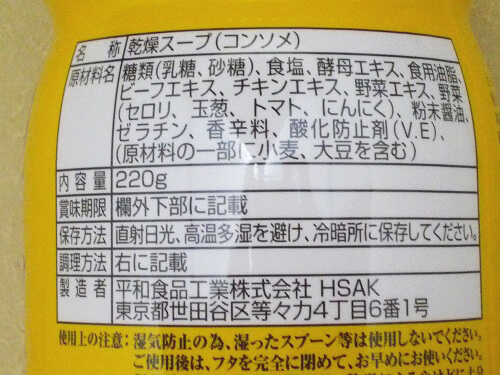 名 称 乾燥スープ(コンソメ)
原材料名 糖類(乳糖、砂糖)、食塩、酵母エキス、食用油脂、
ビーフエキス、チキンエキス、野菜エキス、野菜
(セロリ、玉葱、トマト、にんにく)、粉末醤油、
ゼラチン、香辛料、酸化防止剤(V.E)、
(原材料の一部に小麦、大豆を含む)
内容量 220g
賞味期限 欄外下部に記載
保存方法 直射日光、高温多湿を避け、冷暗所に保存してください。
調理方法 右に記載
製造者 平和食品工業株式会社 HSAK
東京都世田谷区等々力4丁目6番1号
使用上の注意: 湿気防止の為、湿ったスプーン等は使用しないでください。
ご使用後は、フタを完全に閉めて、お早めにお使いください。